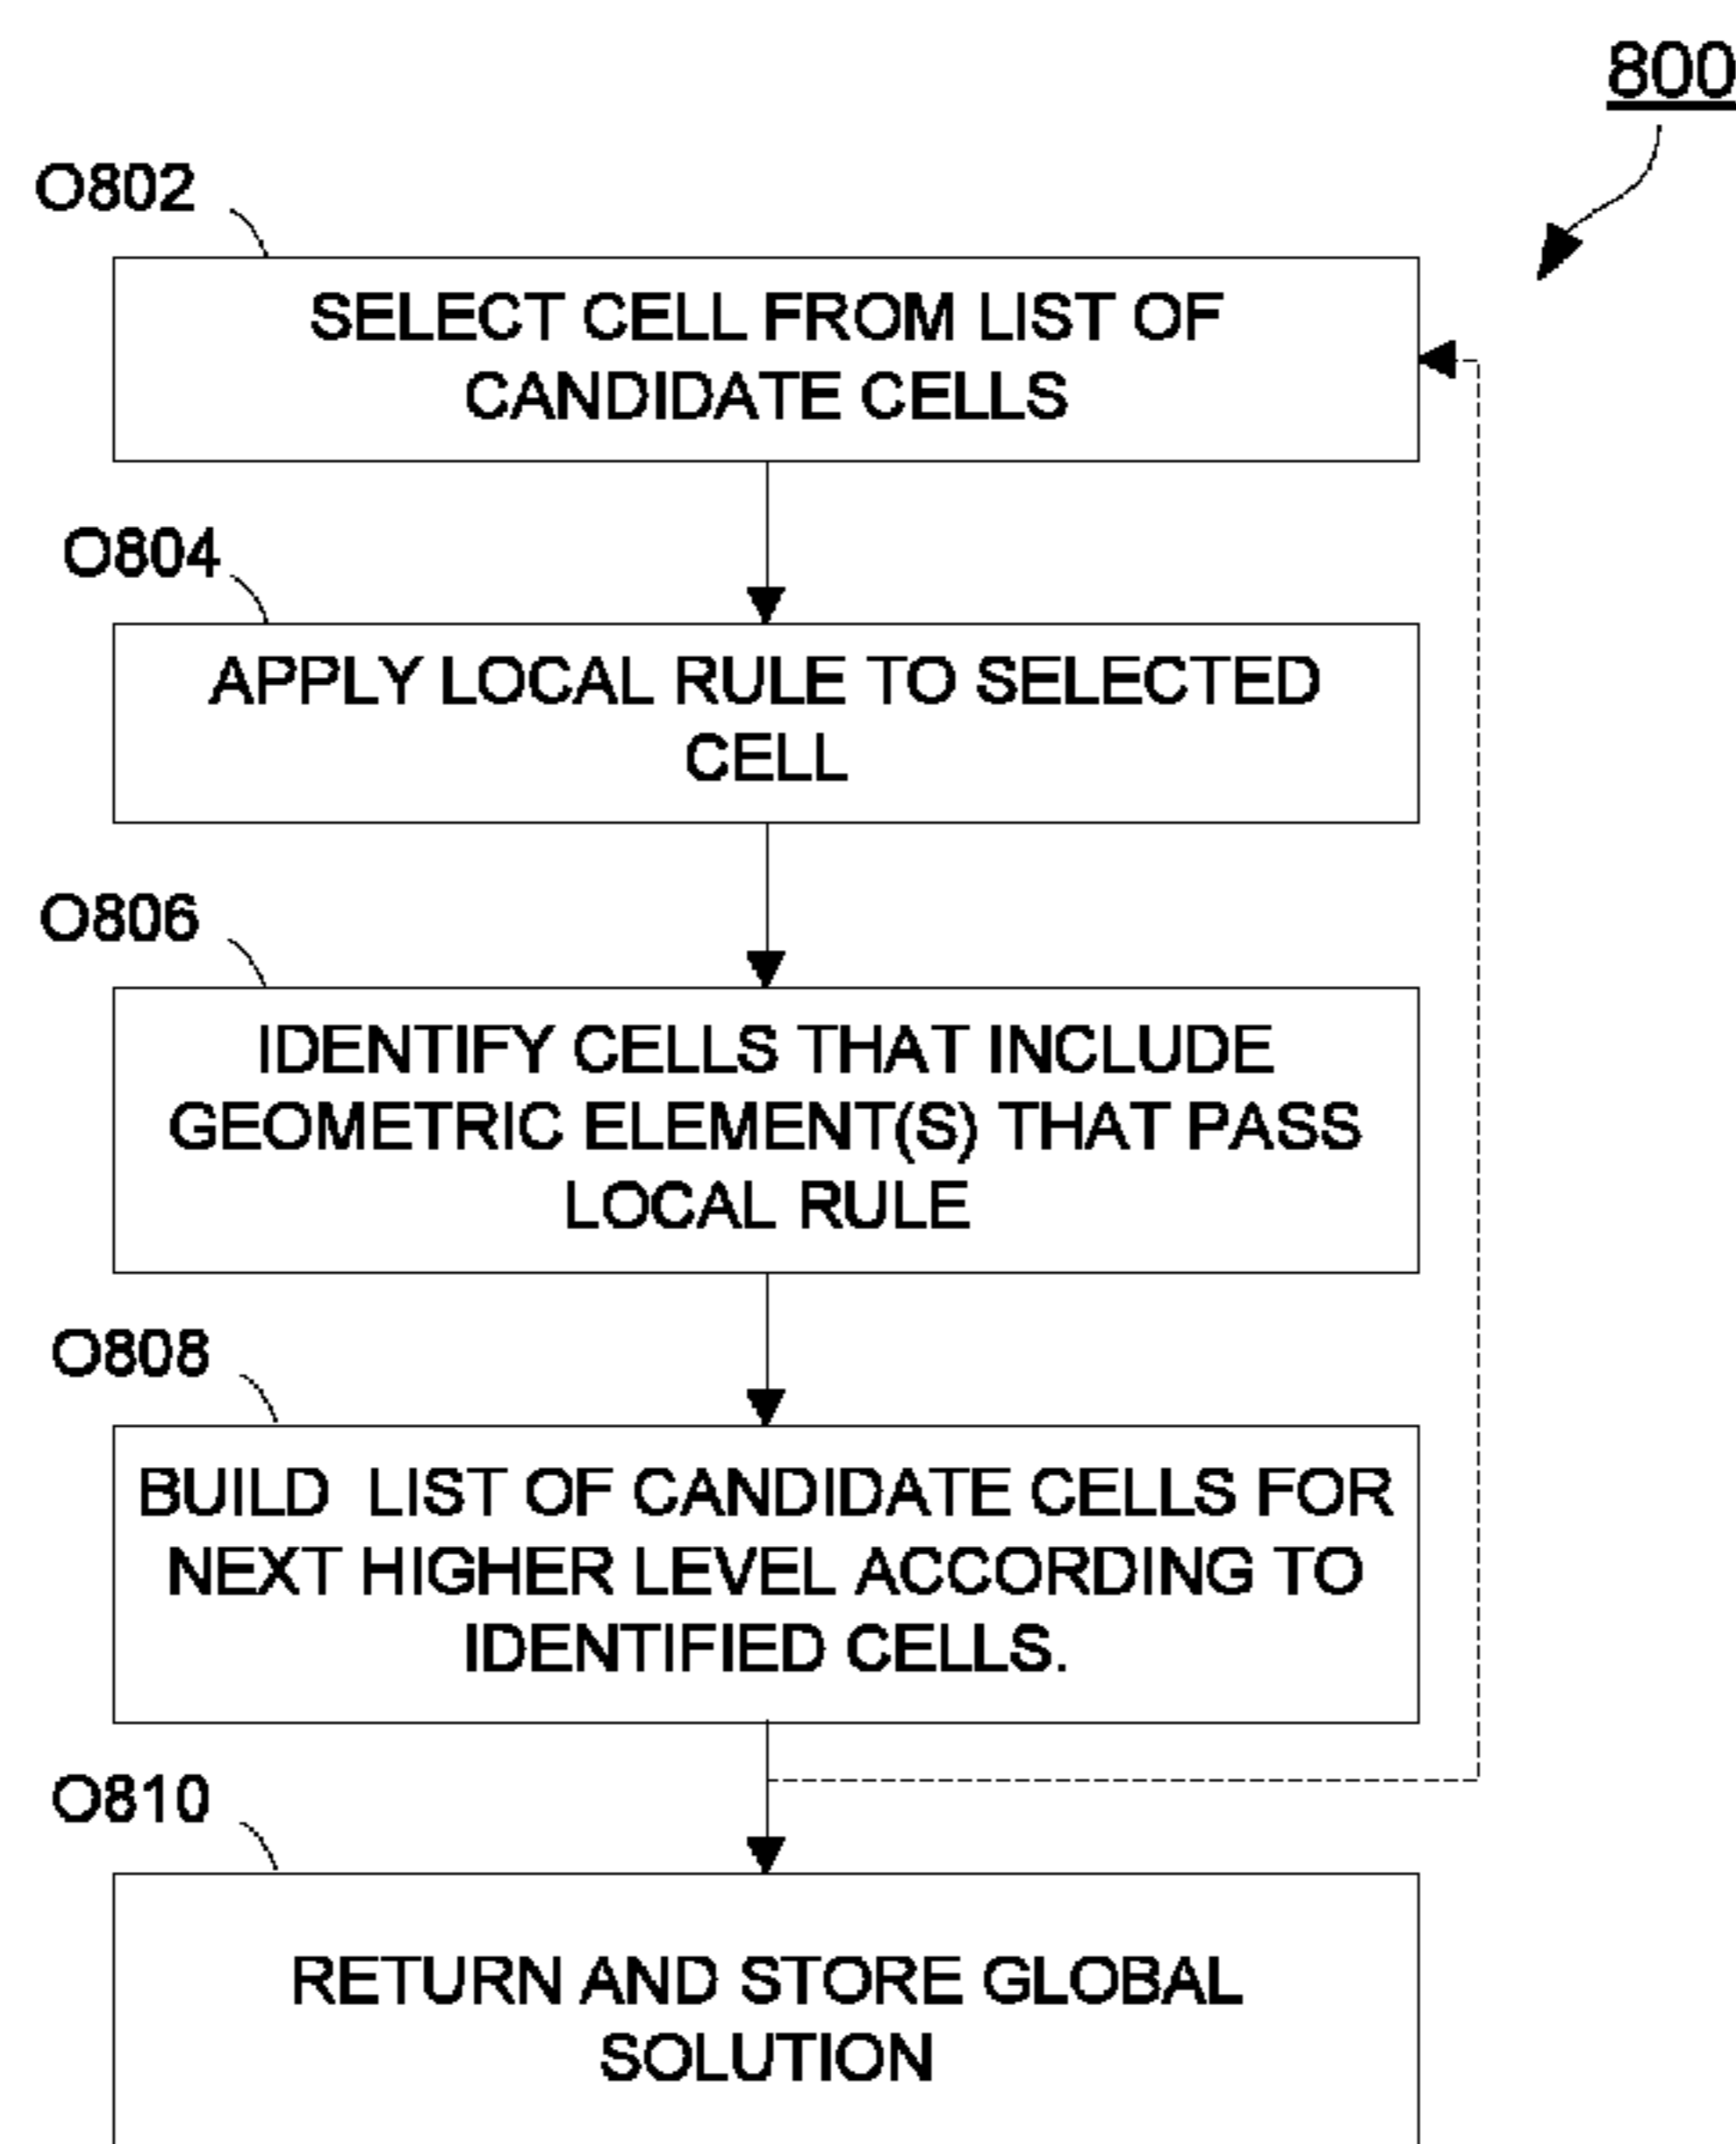 800
O802
SELECT CELL FROM LIST OF
CANDIDATE CELLS
O804
APPLY LOCAL RULE TO SELECTED
CELL
O806
IDENTIFY CELLS THAT INCLUDE
GEOMETRIC ELEMENT(S) THAT PASS
LOCAL RULE
O808
BUILD LIST OF CANDIDATE CELLS FOR
NEXT HIGHER LEVEL ACCORDING TO
IDENTIFIED CELLS.
O810
RETURN AND STORE GLOBAL
SOLUTION